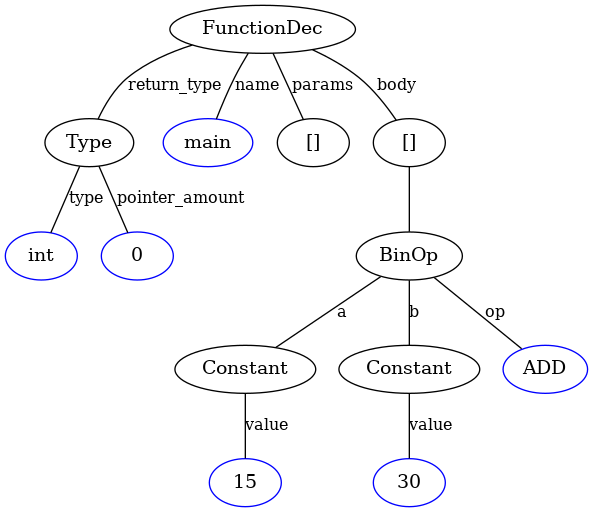 FunctionDec
return_type name params body
Type main [] []
type pointer_amount
int 0 BinOp
a b op
Constant Constant ADD
value value
15 30